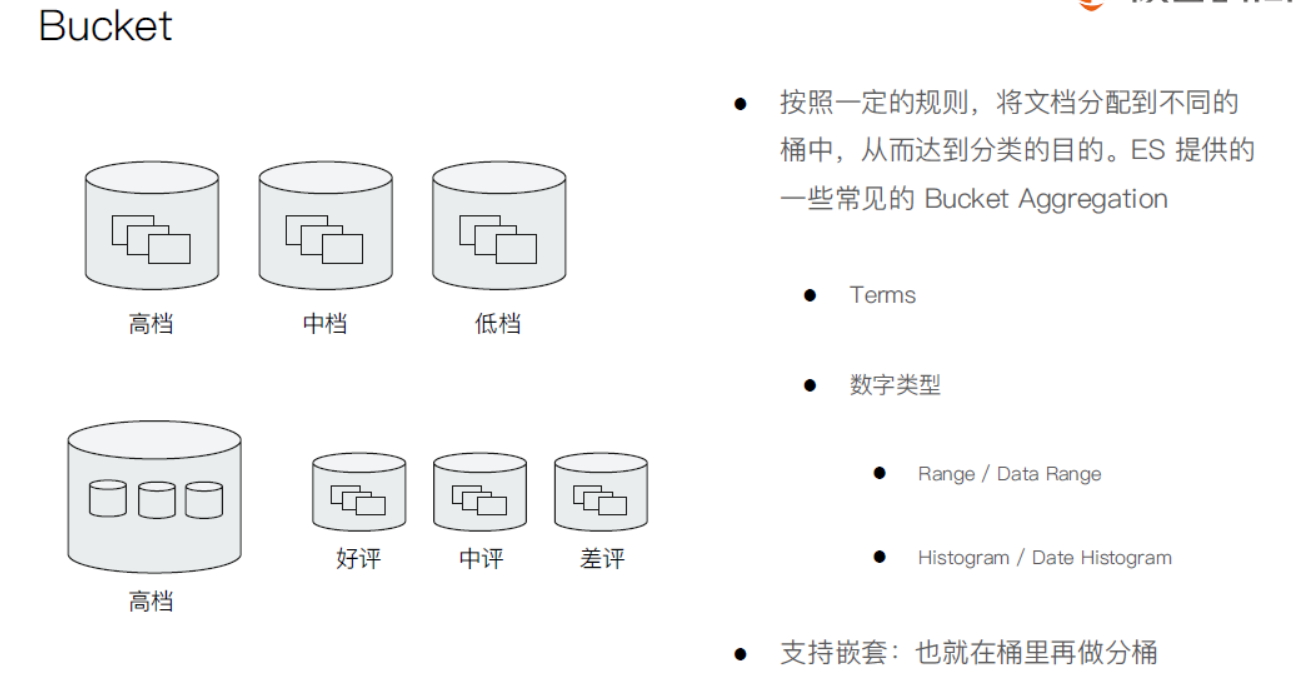 Bucket
高档
中档
低档
高档
好评
中评
差评
按照一定的规则，将文档分配到不同的
桶中，从而达到分类的目的。ES 提供的
一些常见的 Bucket Aggregation
Terms
数字类型
Range / Data Range
Histogram / Date Histogram
支持嵌套：也就在桶里再做分桶